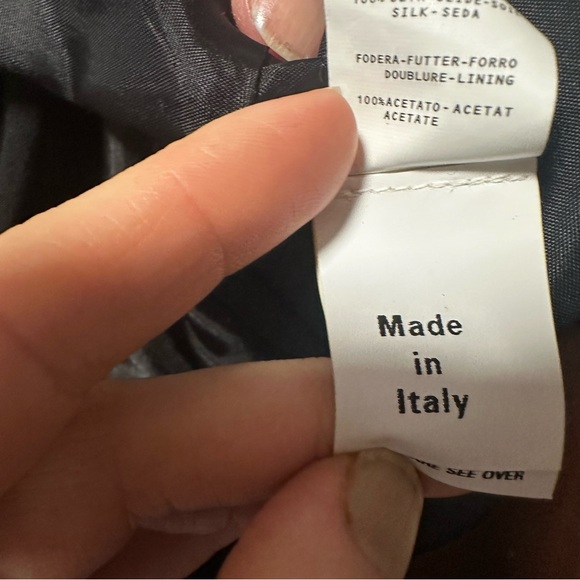 SILK-SEDA
FODERA-FUTTER-FORRO
DOUBLURE-LINING
100%ACETATO-ACETAT
ACETATE
Made
in
Italy
SEE OVER